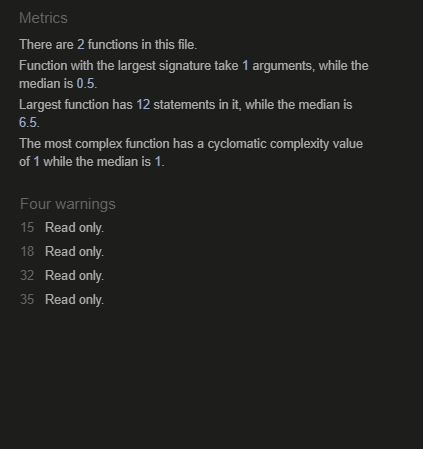 Metrics
There are 2 functions in this file.
Function with the largest signature take 1 arguments, while the
median is 0.5.
Largest function has 12 statements in it, while the median is
6.5.
The most complex function has a cyclomatic complexity value
of 1 while the median is 1.
Four warnings
15 Read only.
18 Read only.
32 Read only.
35 Read only.